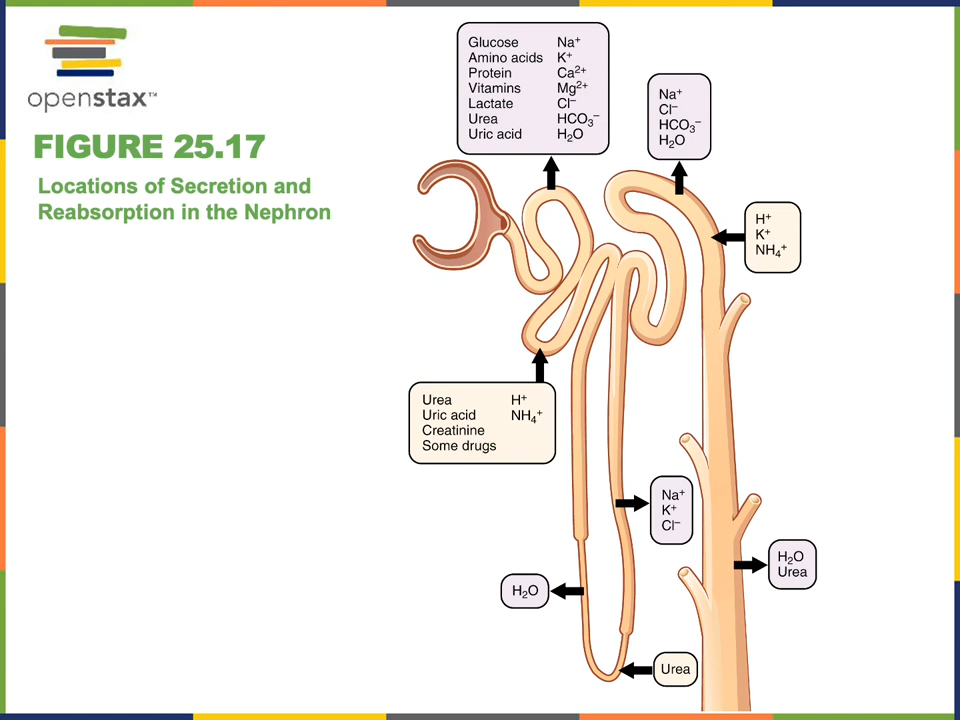 openstax™
FIGURE 25.17
Locations of Secretion and
Reabsorption in the Nephron
Glucose Na⁺
Amino acids K⁺
Protein Ca²⁺
Vitamins Mg²⁺
Lactate Cl⁻
Urea HCO₃⁻
Uric acid H₂O
Na⁺
Cl⁻
HCO₃⁻
H₂O
H⁺
K⁺
NH₄⁺
Urea H⁺
Uric acid NH₄⁺
Creatinine
Some drugs
Na⁺
K⁺
Cl⁻
H₂O
Urea
H₂O
Urea